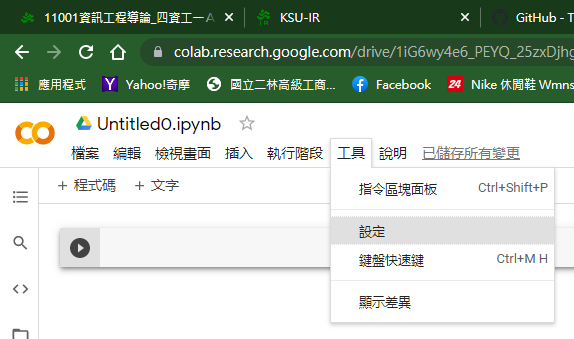 11001資訊工程導論_四資工一A
KSU-IR
GitHub - T
colab.research.google.com/drive/1iG6wy4e6_PEYQ_25zxDjhg
應用程式 Yahoo!奇摩 國立二林高級工商... Facebook 24 Nike 休閒鞋 Wmns
Untitled0.ipynb
檔案 編輯 檢視畫面 插入 執行階段 工具 說明 已儲存所有變更
+ 程式碼 + 文字
指令區塊面板 Ctrl+Shift+P
設定
鍵盤快速鍵 Ctrl+M H
顯示差異